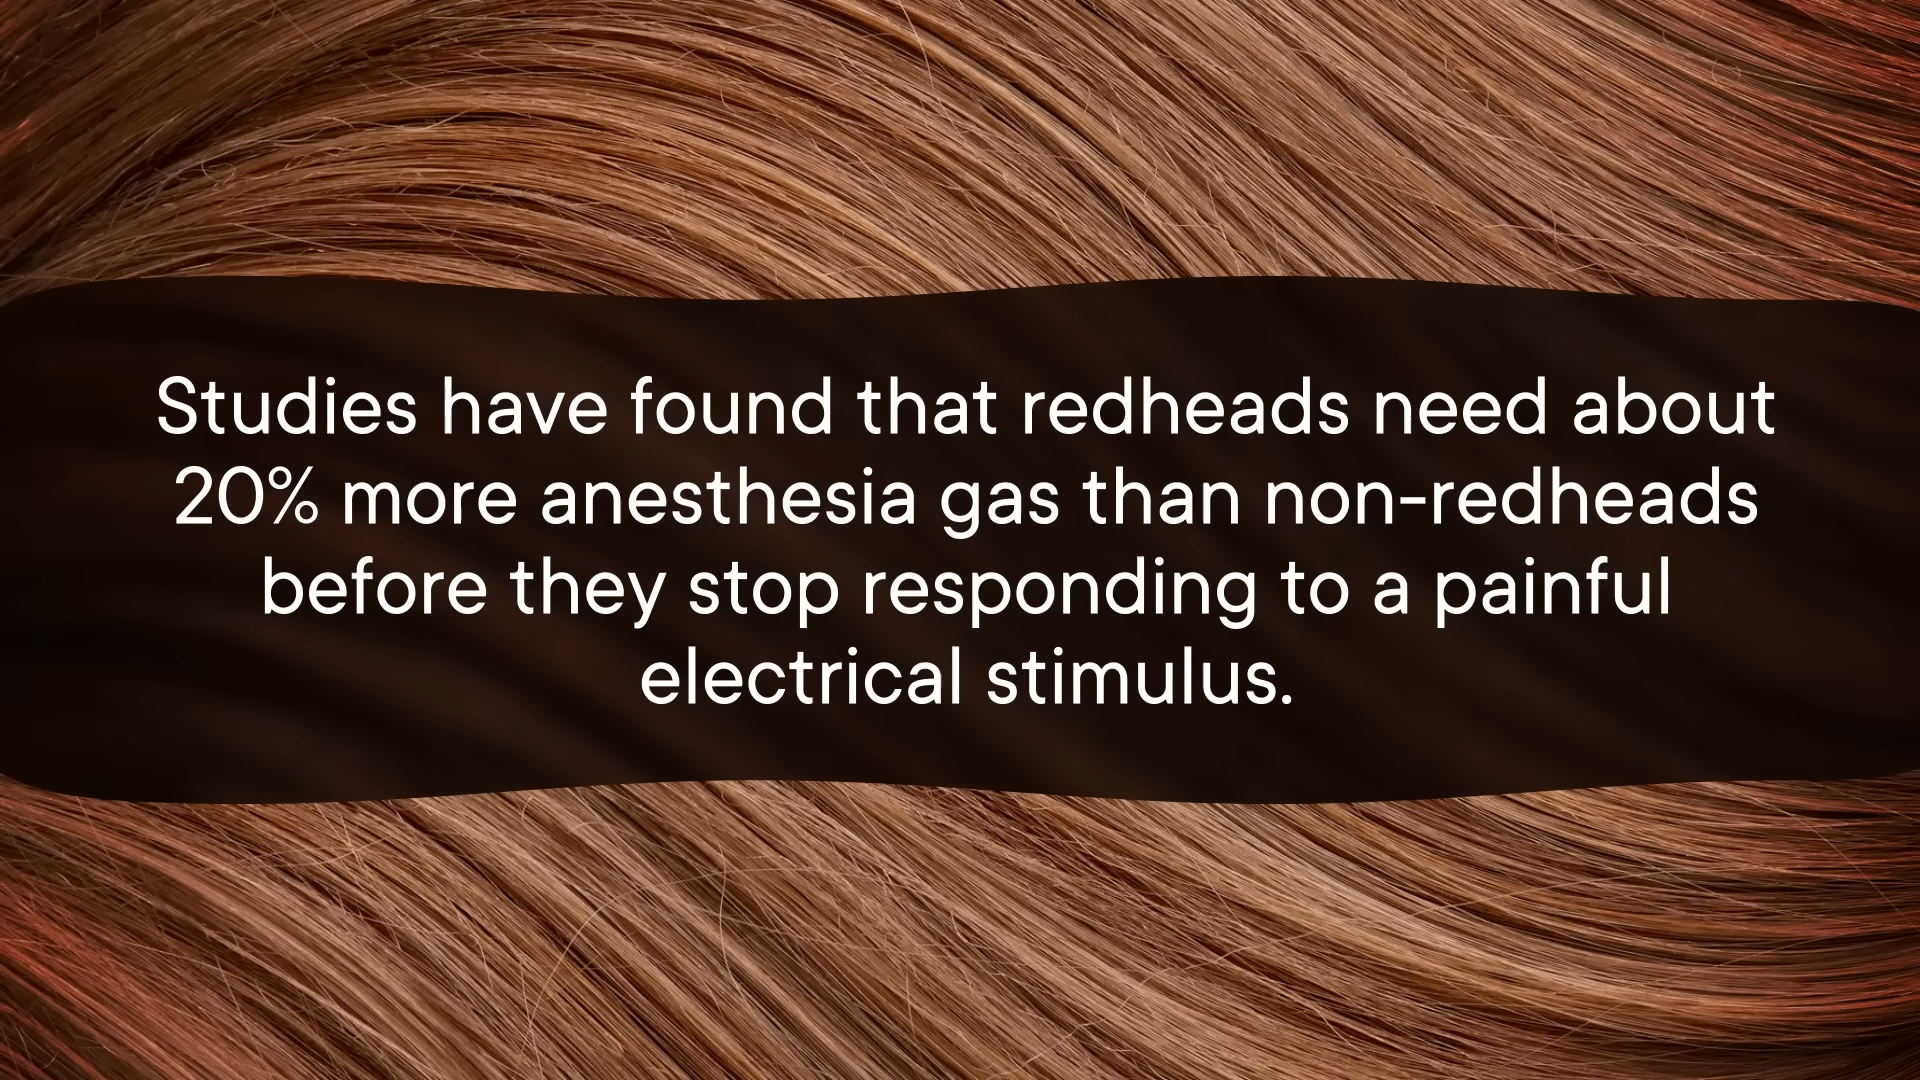 Studies have found that redheads need about
20% more anesthesia gas than non-redheads
before they stop responding to a painful
electrical stimulus.